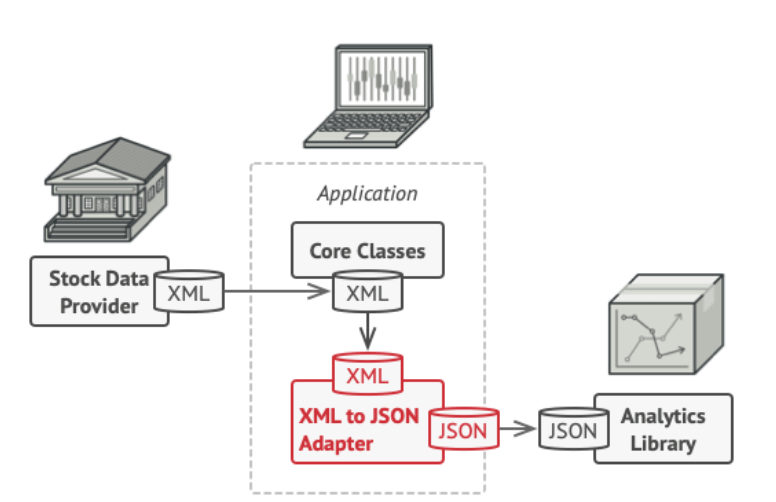 Application
Core Classes
Stock Data
Provider
XML
XML
XML
XML to JSON
Adapter
JSON
JSON
Analytics
Library